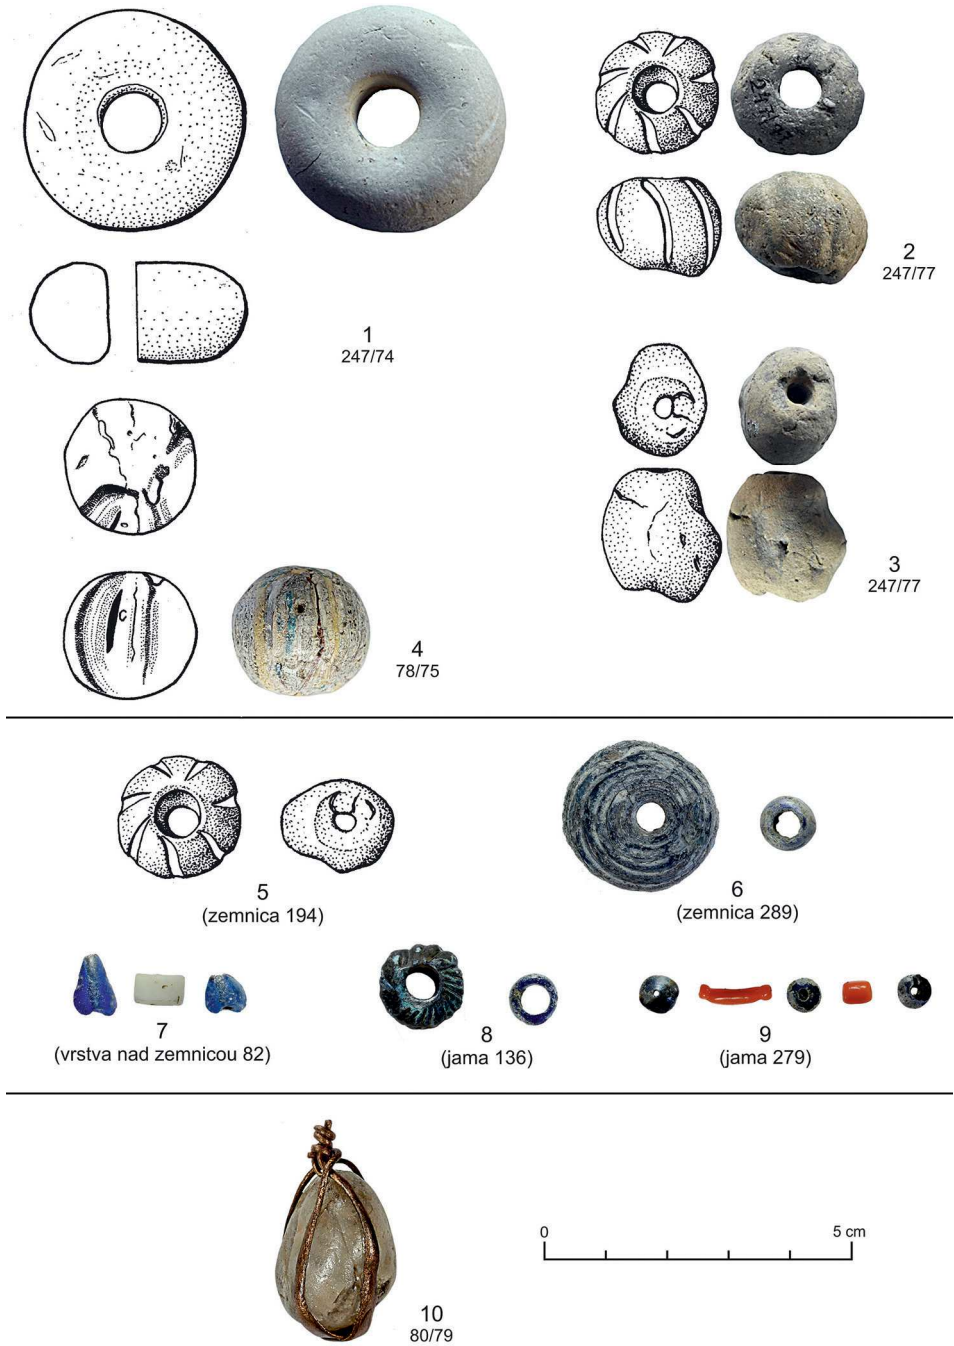 2
247/77
1
247/74
3
247/77
4
78/75
5
(zemnica 194)
6
(zemnica 289)
7
(vrstva nad zemnicou 82)
8
(jama 136)
9
(jama 279)
0
5 cm
10
80/79